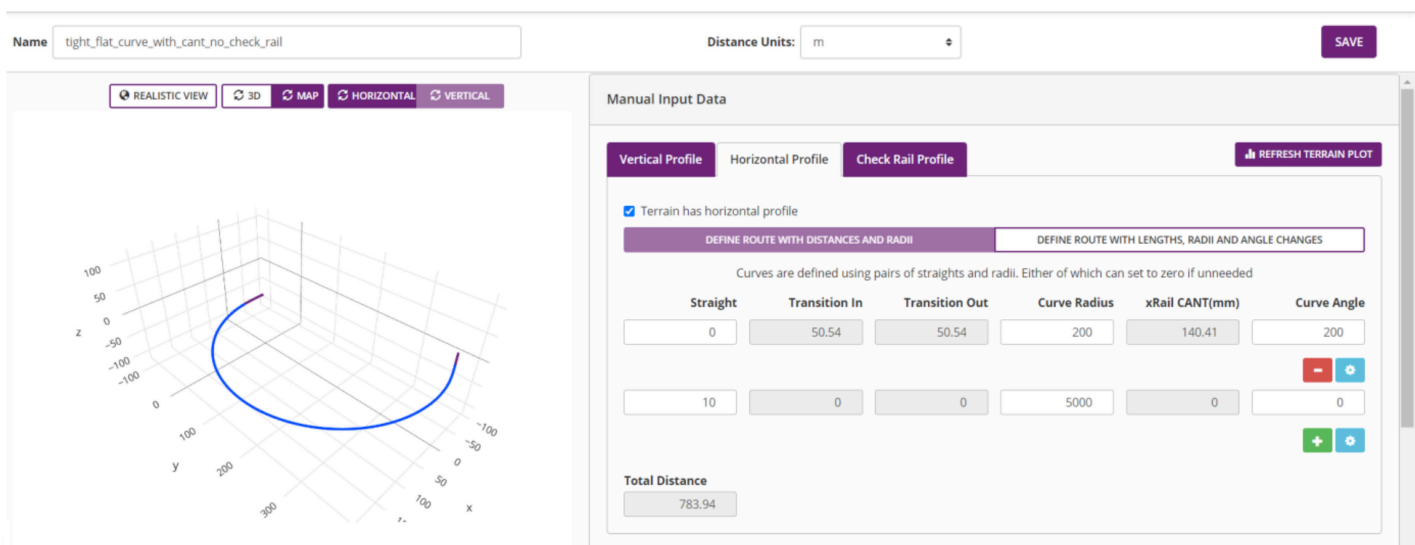 Name tight_flat_curve_with_cant_no_check_rail Distance Units: m SAVE
REALISTIC VIEW 3D MAP HORIZONTAL VERTICAL
Manual Input Data
Vertical Profile Horizontal Profile Check Rail Profile REFRESH TERRAIN PLOT
Terrain has horizontal profile
DEFINE ROUTE WITH DISTANCES AND RADII DEFINE ROUTE WITH LENGTHS, RADII AND ANGLE CHANGES
Curves are defined using pairs of straights and radii. Either of which can set to zero if unneeded
Straight Transition In Transition Out Curve Radius xRail CANT(mm) Curve Angle
0 50.54 50.54 200 140.41 200
10 0 0 5000 0 0
Total Distance
783.94
100
50
0
z
-50
-100
-100
0
100
y
200
300
-100
-50
0
50
100
x